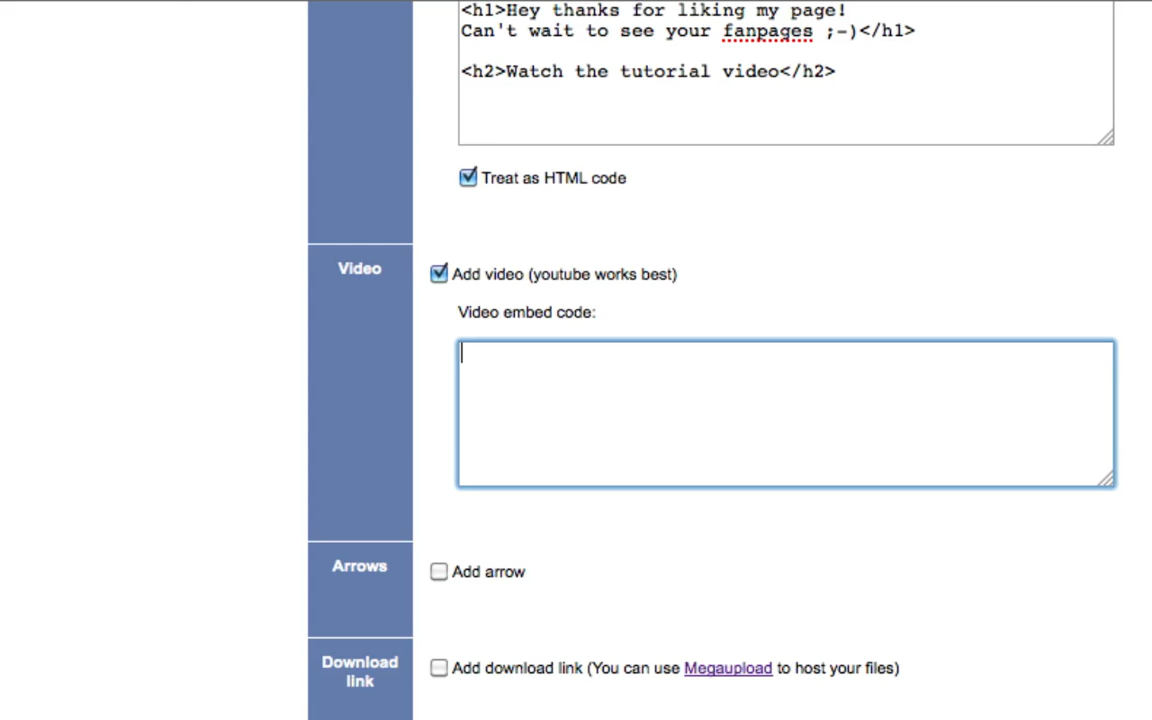 <h1>Hey thanks for liking my page!
Can't wait to see your fanpages ;-)</h1>
<h2>Watch the tutorial video</h2>
Treat as HTML code
Video
Add video (youtube works best)
Video embed code:
Arrows
Add arrow
Download
link
Add download link (You can use Megaupload to host your files)